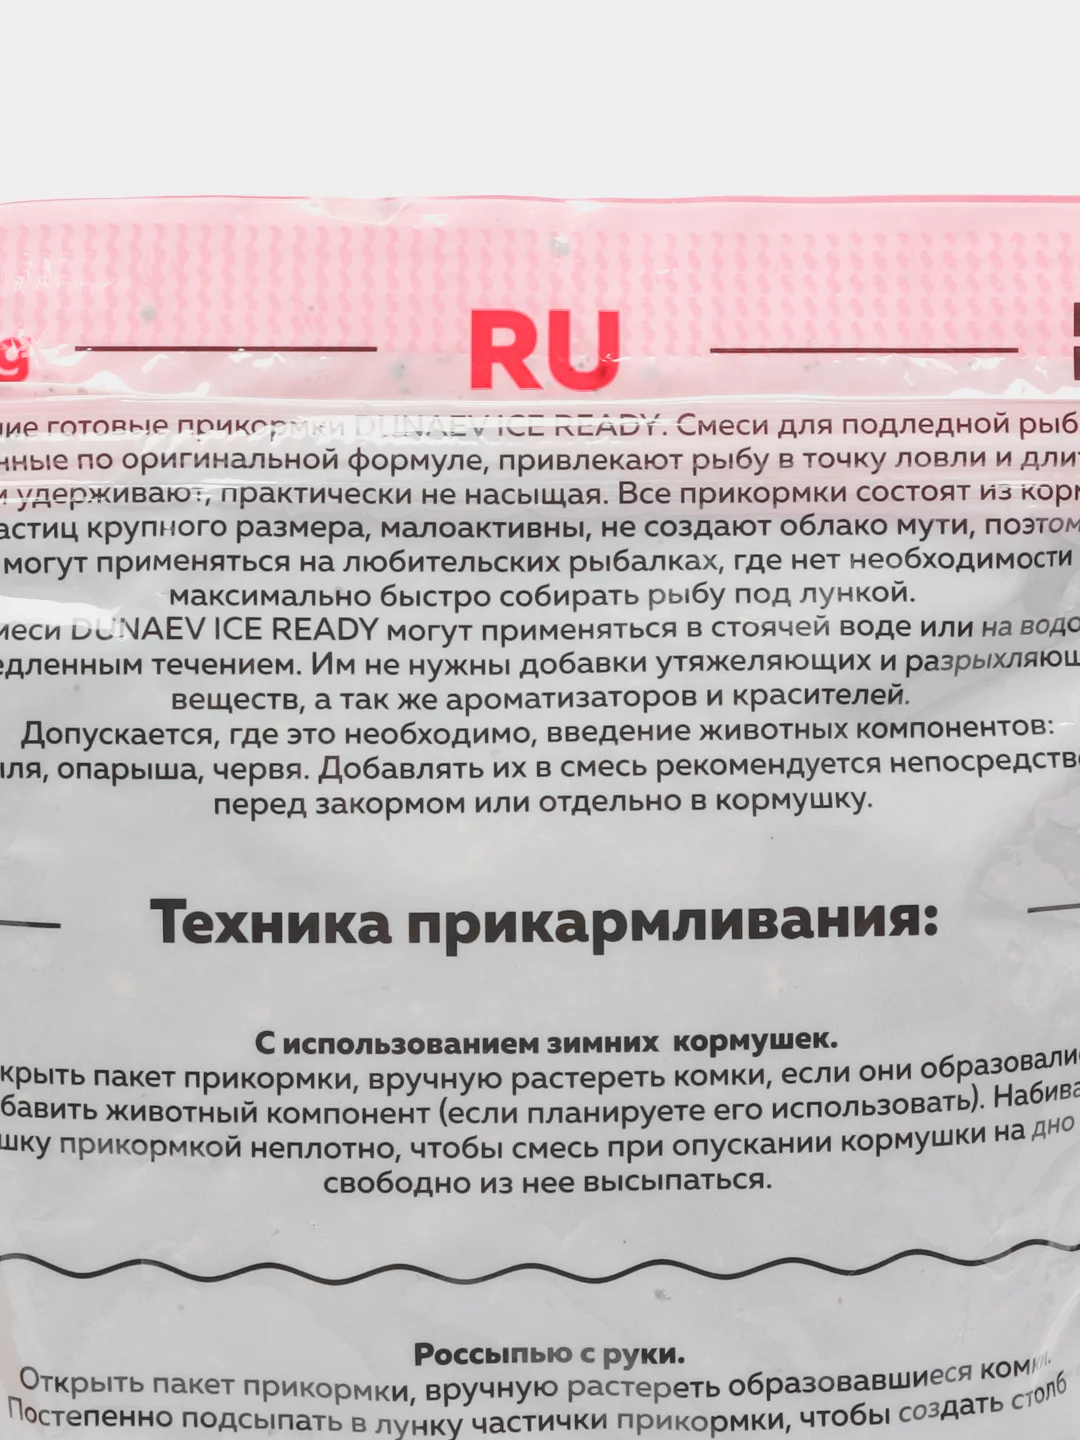 g RU
ние готовые прикормки DUNAEV ICE READY. Смеси для подледной рыб
нные по оригинальной формуле, привлекают рыбу в точку ловли и дли
и удерживают, практически не насыщая. Все прикормки состоят из кор
астиц крупного размера, малоактивны, не создают облако мути, поэтом
могут применяться на любительских рыбалках, где нет необходимости
максимально быстро собирать рыбу под лункой.
меси DUNAEV ICE READY могут применяться в стоячей воде или на водо
едленным течением. Им не нужны добавки утяжеляющих и разрыхляющ
веществ, а так же ароматизаторов и красителей.
Допускается, где это необходимо, введение животных компонентов:
ля, опарыша, червя. Добавлять их в смесь рекомендуется непосредств
перед закормом или отдельно в кормушку.
Техника прикармливания:
С использованием зимних кормушек.
крыть пакет прикормки, вручную растереть комки, если они образовали
бавить животный компонент (если планируете его использовать). Набива
шку прикормкой неплотно, чтобы смесь при опускании кормушки на дно
свободно из нее высыпаться.
Россыпью с руки.
Открыть пакет прикормки, вручную растереть образовавшиеся комки.
Постепенно подсыпать в лунку частички прикормки, чтобы создать столб